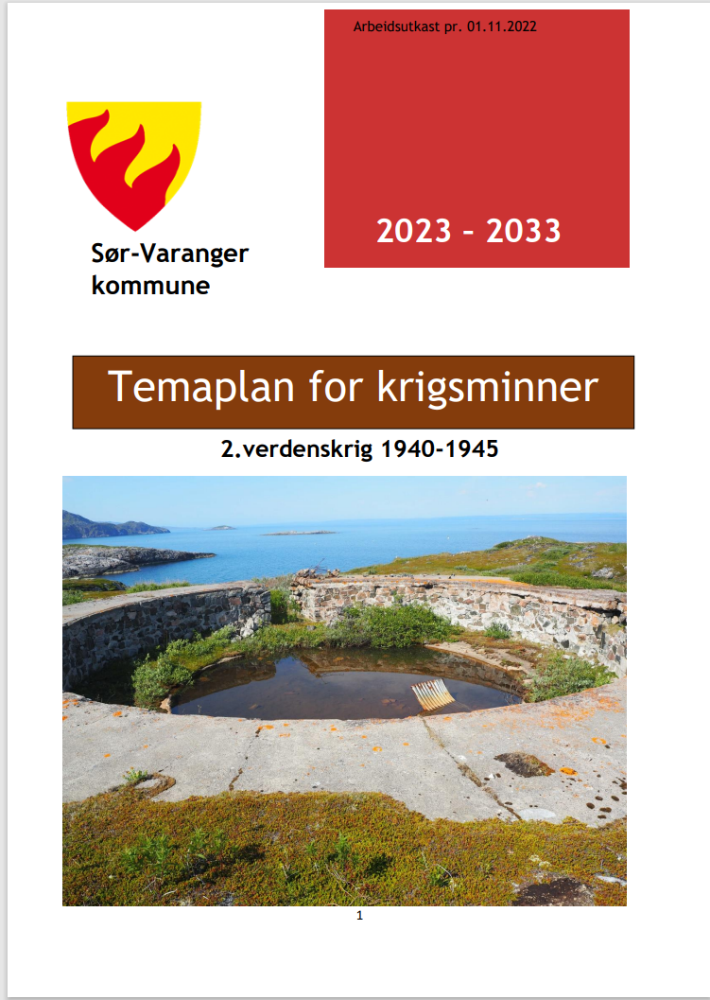 Arbeidsutkast pr. 01.11.2022
2023 – 2033
Sør-Varanger
kommune
Temaplan for krigsminner
2.verdenskrig 1940-1945
1